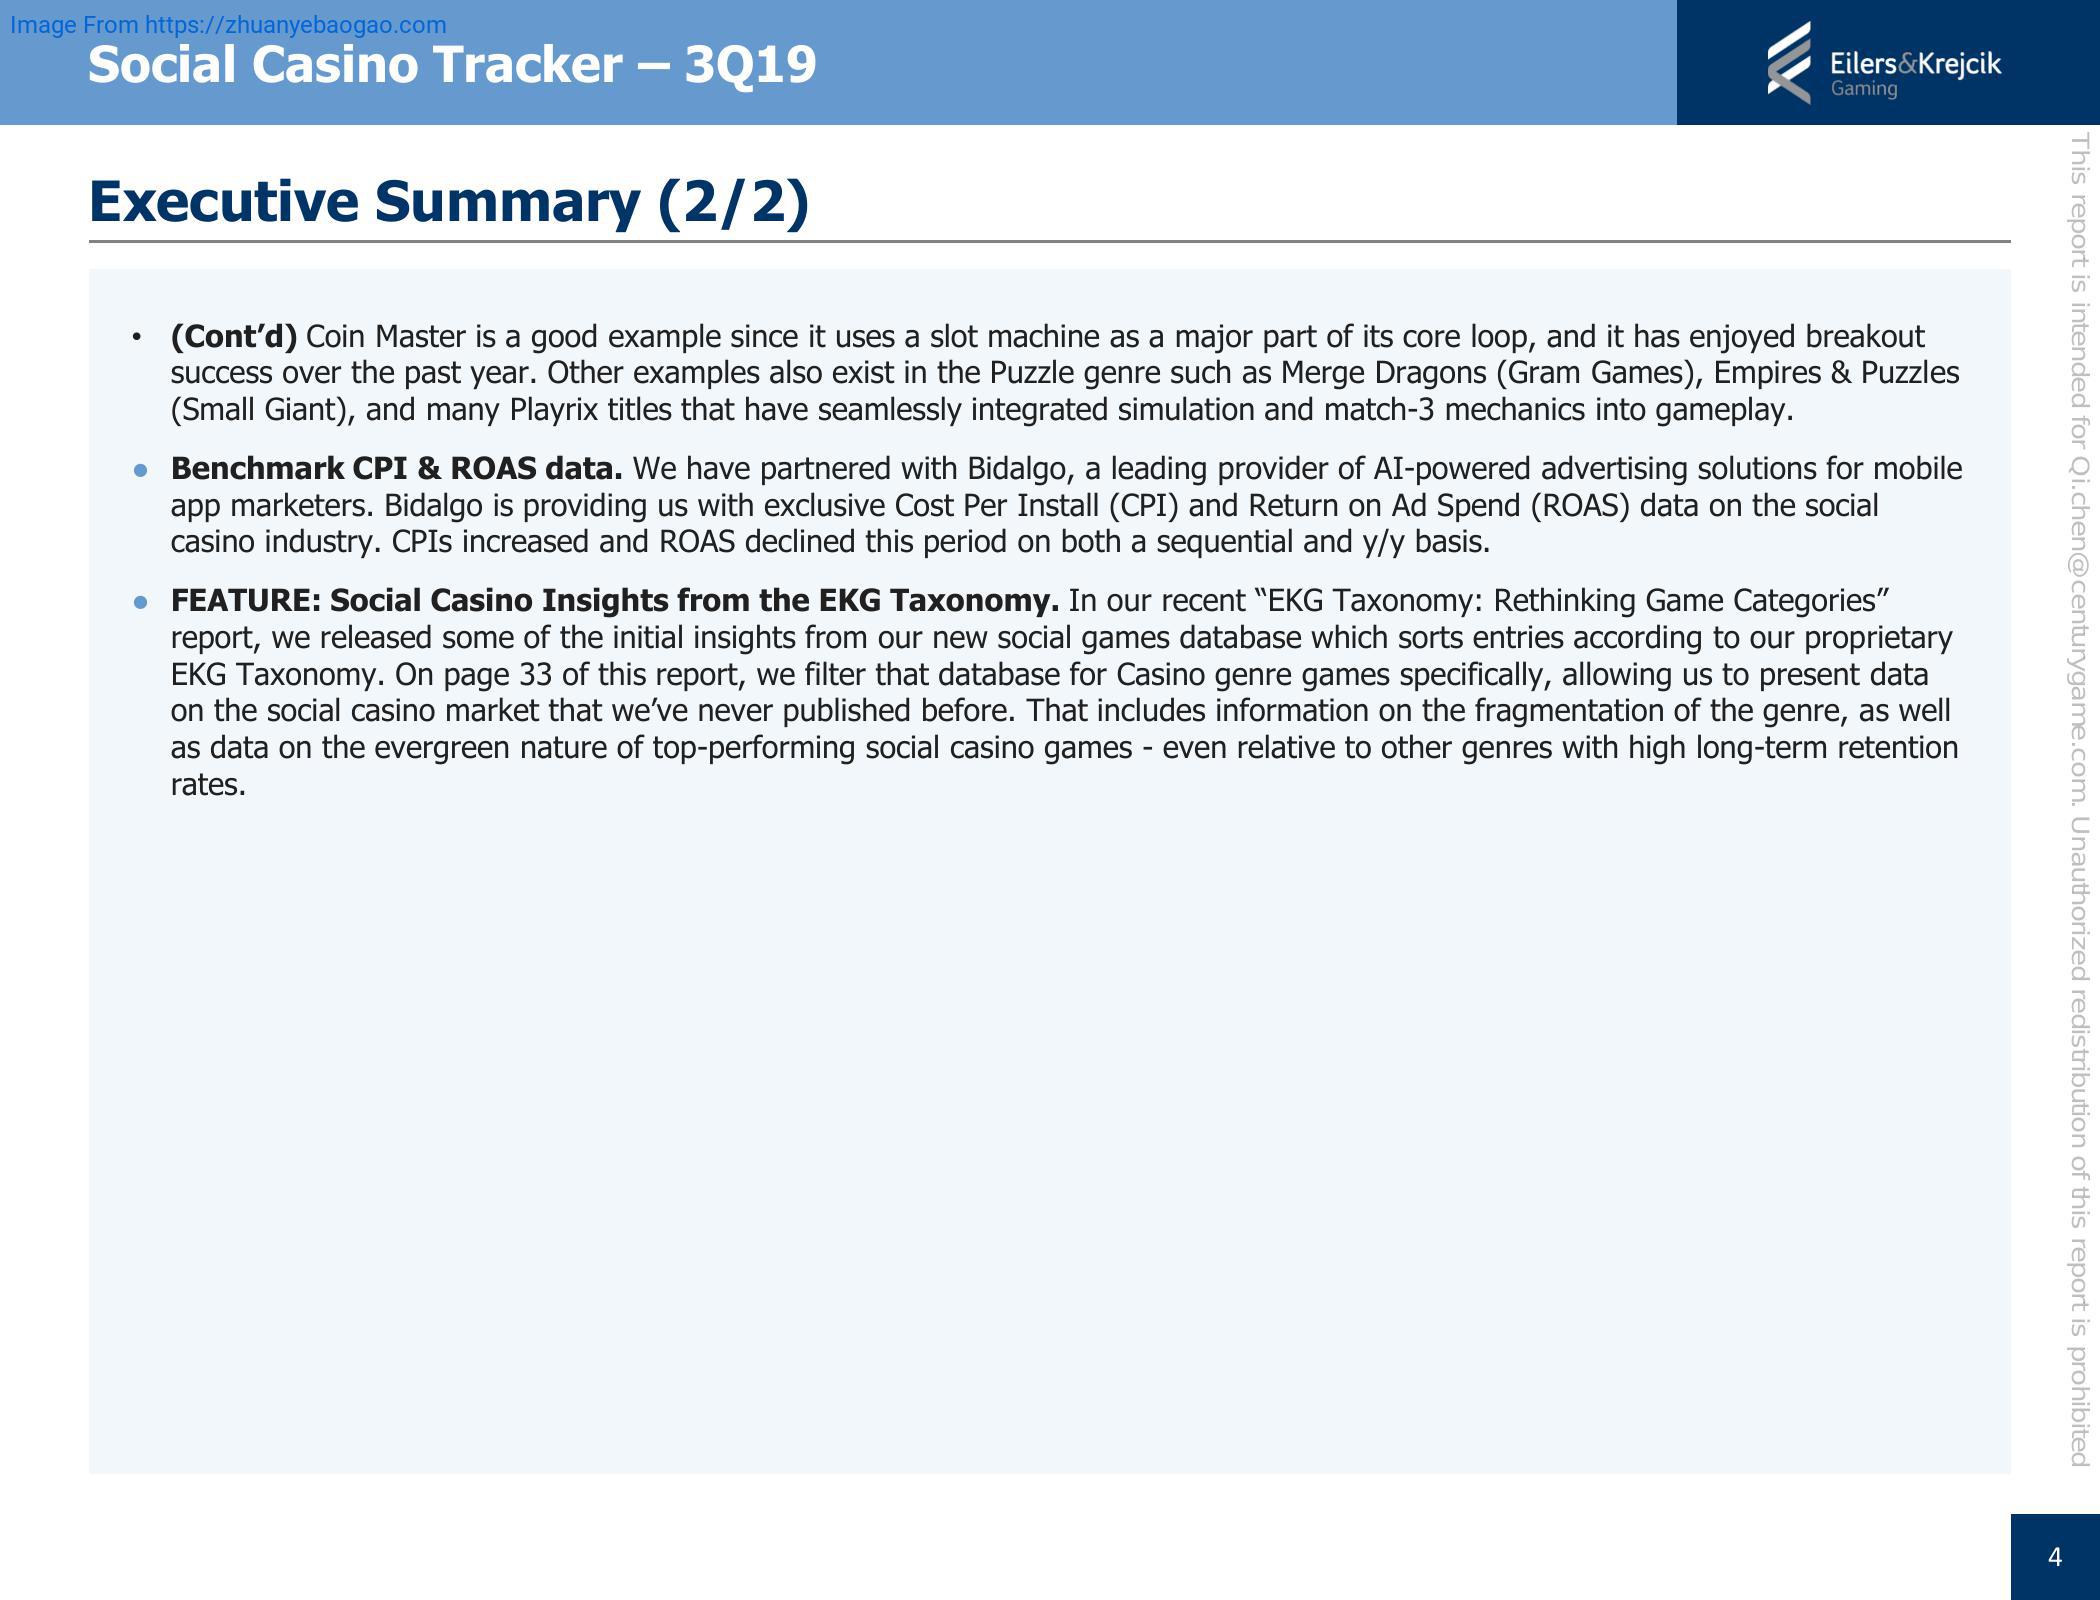 Image From https://zhuanyebaogao.com
Social Casino Tracker – 3Q19
Eilers&Krejcik
Gaming
Executive Summary (2/2)
• (Cont’d) Coin Master is a good example since it uses a slot machine as a major part of its core loop, and it has enjoyed breakout
success over the past year. Other examples also exist in the Puzzle genre such as Merge Dragons (Gram Games), Empires & Puzzles
(Small Giant), and many Playrix titles that have seamlessly integrated simulation and match-3 mechanics into gameplay.
● Benchmark CPI & ROAS data. We have partnered with Bidalgo, a leading provider of AI-powered advertising solutions for mobile
app marketers. Bidalgo is providing us with exclusive Cost Per Install (CPI) and Return on Ad Spend (ROAS) data on the social
casino industry. CPIs increased and ROAS declined this period on both a sequential and y/y basis.
● FEATURE: Social Casino Insights from the EKG Taxonomy. In our recent “EKG Taxonomy: Rethinking Game Categories”
report, we released some of the initial insights from our new social games database which sorts entries according to our proprietary
EKG Taxonomy. On page 33 of this report, we filter that database for Casino genre games specifically, allowing us to present data
on the social casino market that we’ve never published before. That includes information on the fragmentation of the genre, as well
as data on the evergreen nature of top-performing social casino games - even relative to other genres with high long-term retention
rates.
This report is intended for Qi.chen@centurygame.com. Unauthorized redistribution of this report is prohibited
4